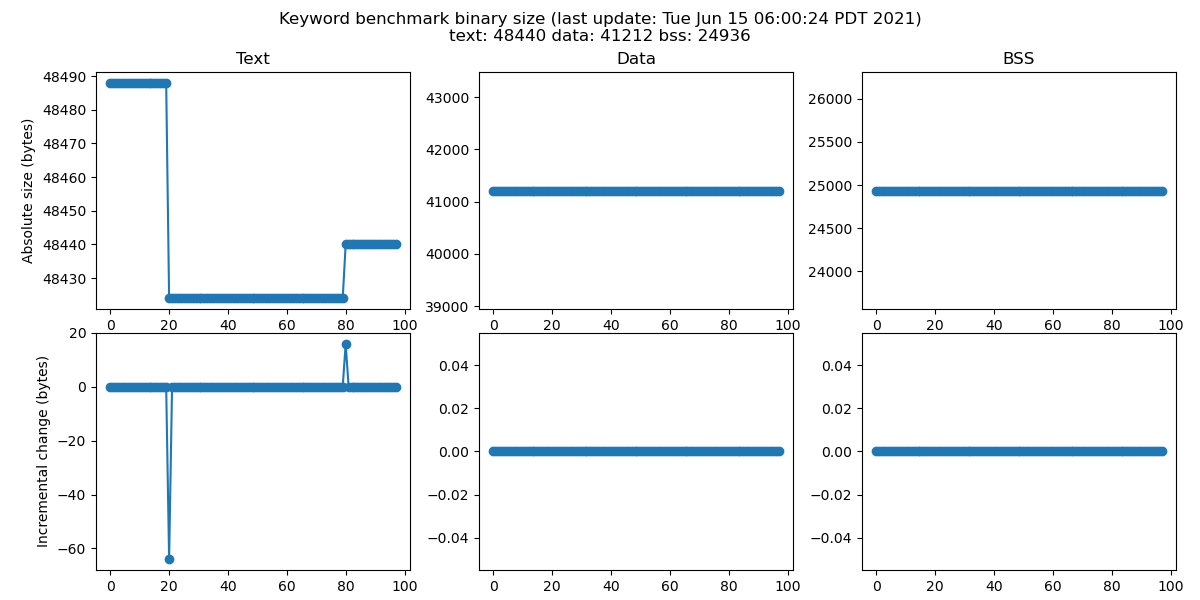 Keyword benchmark binary size (last update: Tue Jun 15 06:00:24 PDT 2021)
text: 48440 data: 41212 bss: 24936
Text
Data
BSS
Absolute size (bytes)
48490
48480
48470
48460
48450
48440
48430
0 20 40 60 80 100
43000
42000
41000
40000
39000
0 20 40 60 80 100
26000
25500
25000
24500
24000
0 20 40 60 80 100
Incremental change (bytes)
20
0
−20
−40
−60
0 20 40 60 80 100
0.04
0.02
0.00
−0.02
−0.04
0 20 40 60 80 100
0.04
0.02
0.00
−0.02
−0.04
0 20 40 60 80 100